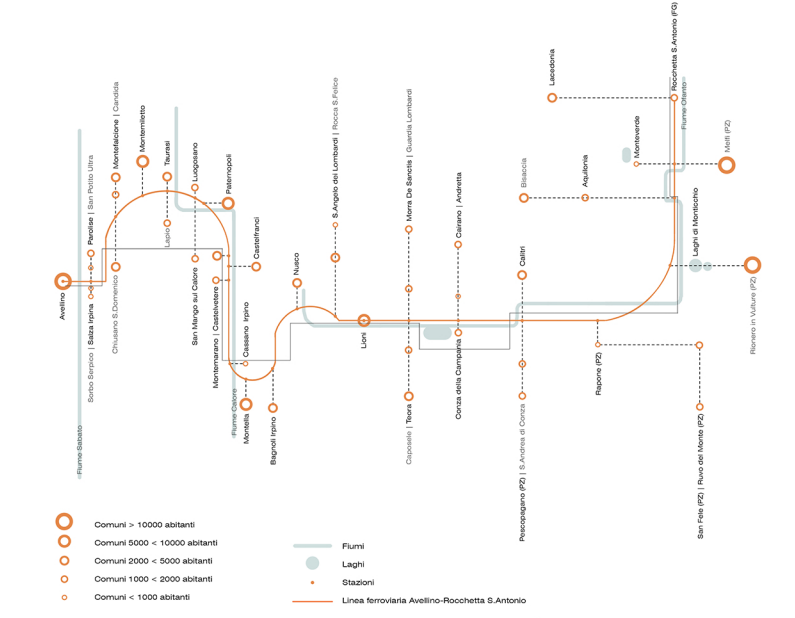 Avellino
Sorbo Serpico | Salza Irpina
Parolise | San Potito Ultra
Montefalcione | Candida
Chiusano S.Domenico
Montemiletto
Taurasi
Lapio
Luogosano
San Mango sul Calore
Paternopoli
Castelfranci
Montemarano | Castelvetere
Cassano Irpino
Montella
Bagnoli Irpino
Nusco
S.Angelo dei Lombardi | Rocca S.Felice
Lioni
Morra De Sanctis | Guardia Lombardi
Caposele | Teora
Cairano | Andretta
Conza della Campania
Bisaccia
Calitri
Pescopagano (PZ) | S.Andrea di Conza
Lacedonia
Aquilonia
Rapone (PZ)
Monteverde
Rocchetta S.Antonio (FG)
Fiume Ofanto
Melfi (PZ)
Laghi di Monticchio
Rionero in Vulture (PZ)
San Fele (PZ) | Ruvo del Monte (PZ)
Fiume Sabato
Fiume Calore
Comuni > 10000 abitanti
Comuni 5000 < 10000 abitanti
Comuni 2000 < 5000 abitanti
Comuni 1000 < 2000 abitanti
Comuni < 1000 abitanti
Fiumi
Laghi
Stazioni
Linea ferroviaria Avellino-Rocchetta S.Antonio